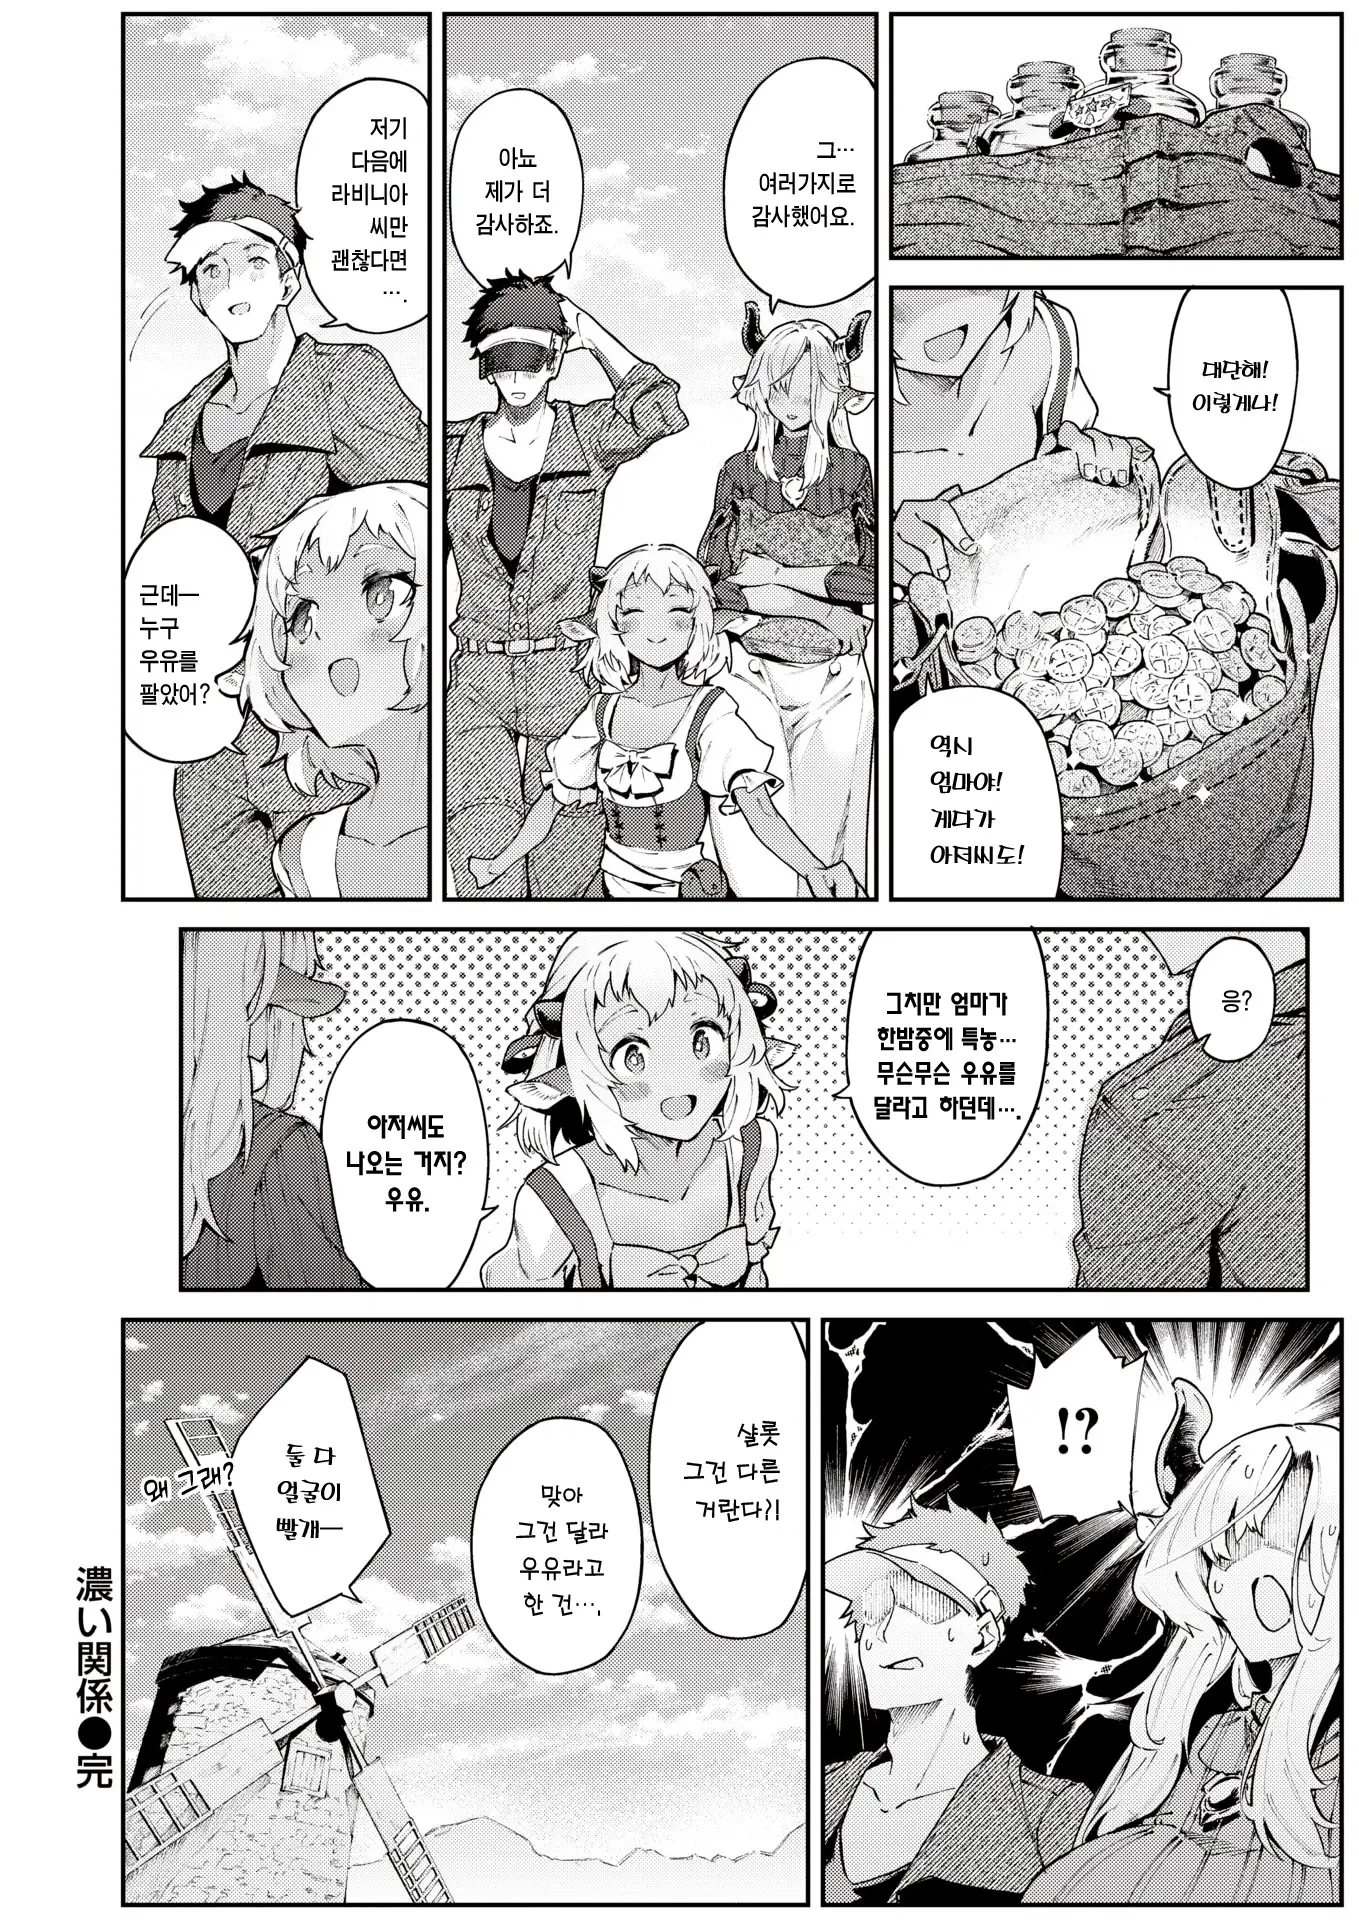 대단해!
이렇게나!
역시
엄마야!
게다가
아저씨도!
그…
여러가지로
감사했어요.
아뇨
제가 더
감사하죠.
저기
다음에
라비니아
씨만
괜찮다면
….
근데—
누구
우유를
팔았어?
응?
그치만 엄마가
한밤중에 특농…
무슨무슨 우유를
달라고 하던데….
아저씨도
나오는 거지?
우유.
!?
샬롯
그건 다른
거란다?!
맞아
그건 달라
우유라고
한 건….
둘 다
얼굴이
빨개—
왜 그래?
濃い関係●完